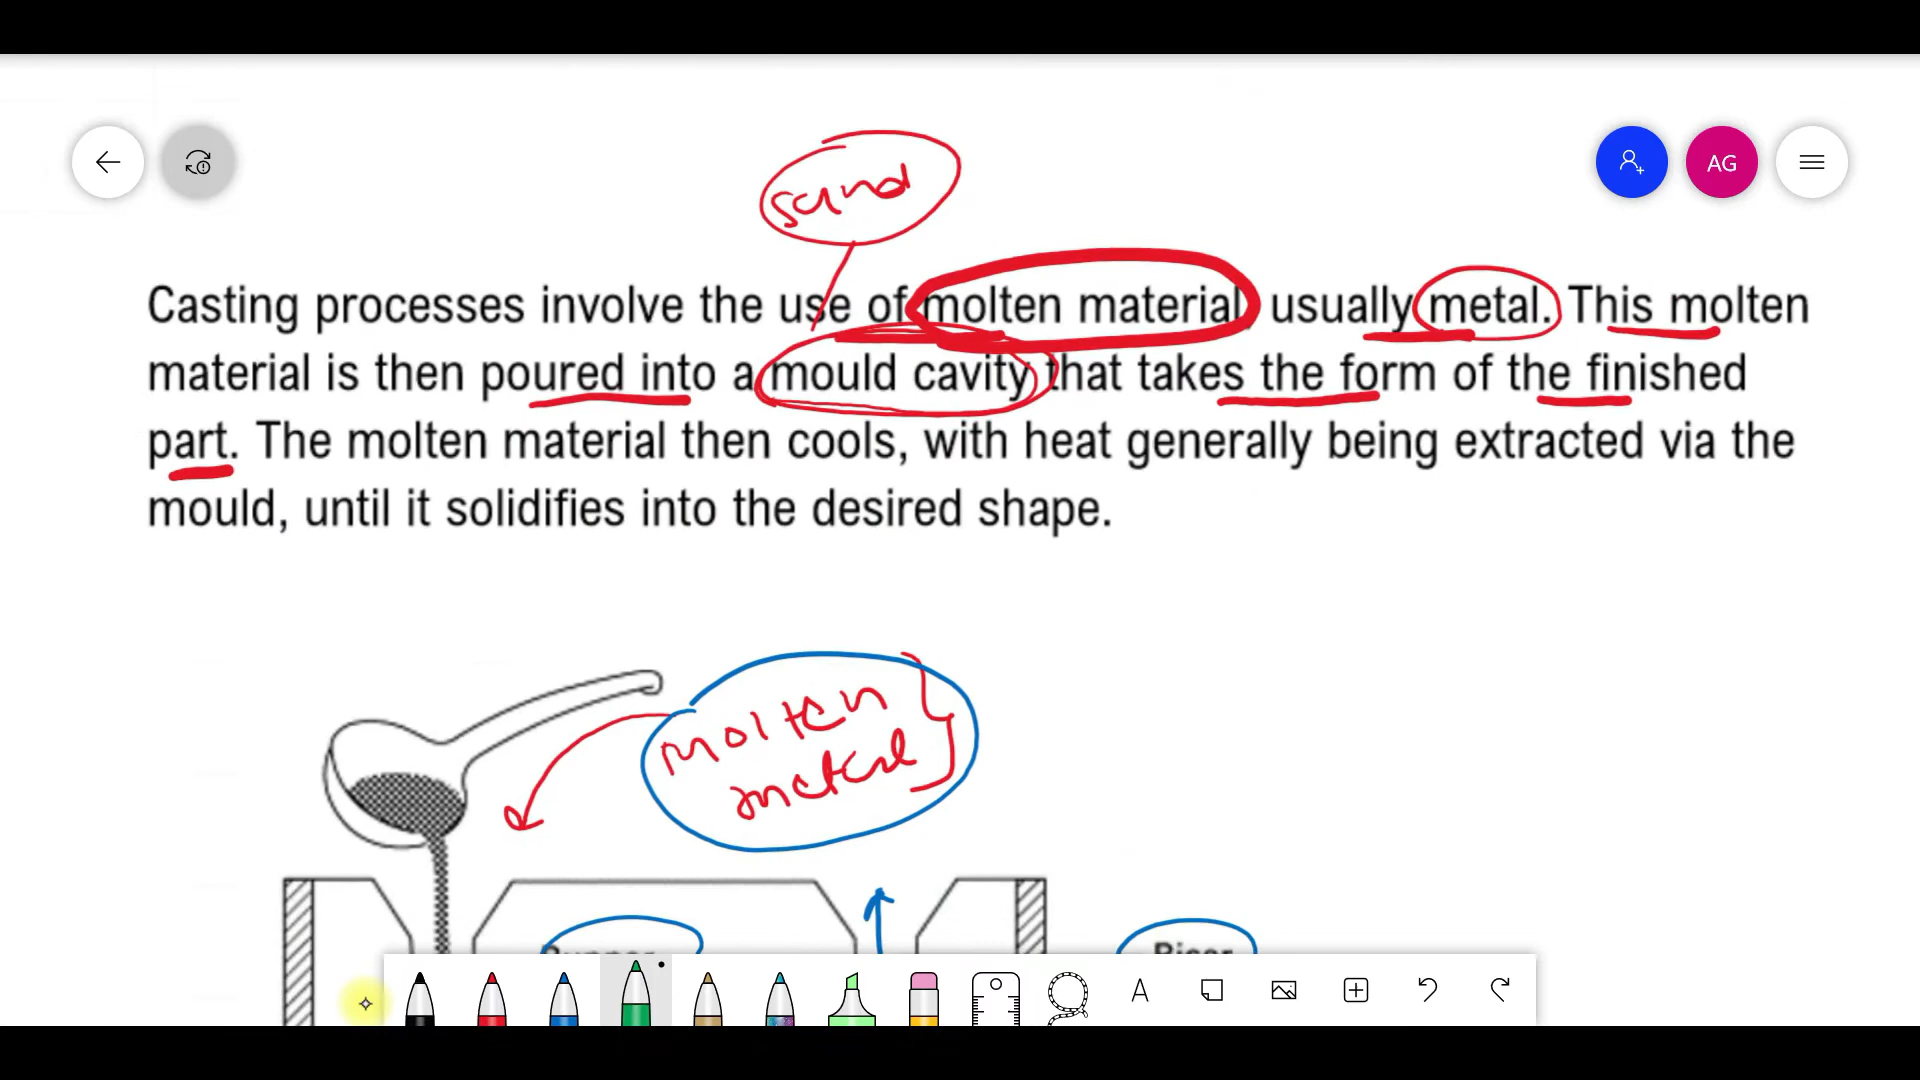 AG
sand
Casting processes involve the use of molten material, usually metal. This molten
material is then poured into a mould cavity that takes the form of the finished
part. The molten material then cools, with heat generally being extracted via the
mould, until it solidifies into the desired shape.
Molten
metal
Runner
Riser
A